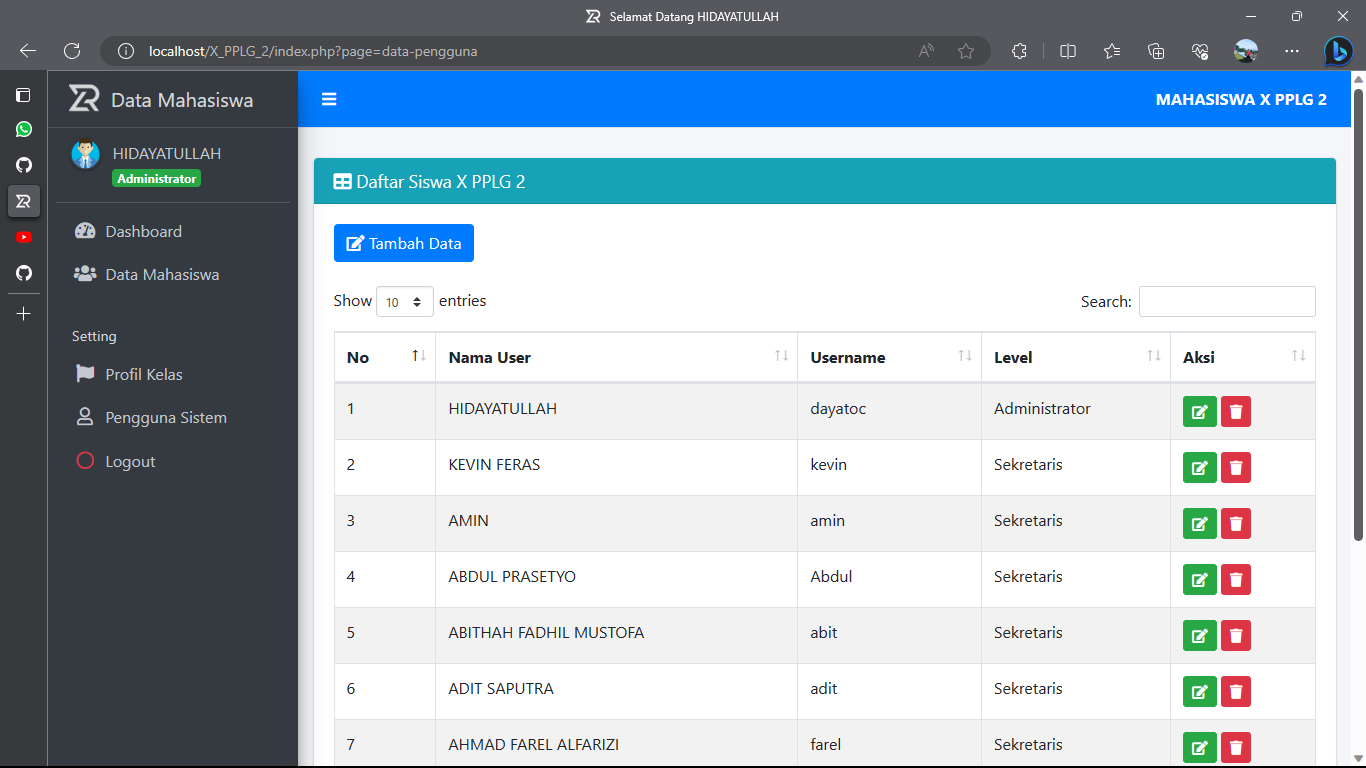 Selamat Datang HIDAYATULLAH
localhost/X_PPLG_2/index.php?page=data-pengguna
Data Mahasiswa
MAHASISWA X PPLG 2
HIDAYATULLAH
Administrator
Dashboard
Data Mahasiswa
Setting
Profil Kelas
Pengguna Sistem
Logout
Daftar Siswa X PPLG 2
Tambah Data
Show 10 entries Search:
No Nama User Username Level Aksi
1 HIDAYATULLAH dayatoc Administrator
2 KEVIN FERAS kevin Sekretaris
3 AMIN amin Sekretaris
4 ABDUL PRASETYO Abdul Sekretaris
5 ABITHAH FADHIL MUSTOFA abit Sekretaris
6 ADIT SAPUTRA adit Sekretaris
7 AHMAD FAREL ALFARIZI farel Sekretaris